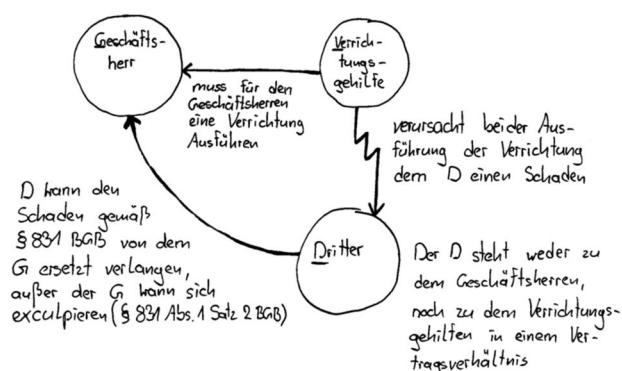 Geschäfts-
herr
Verrich-
tungs-
gehilfe
muss für den
Geschäftsherren
eine Verrichtung
Ausführen
verursacht beider Aus-
führung der Verrichtung
dem D einen Schaden
D kann den
Schaden gemäß
§ 831 BGB von dem
G ersetzt verlangen,
außer der G kann sich
exculpieren (§ 831 Abs. 1 Satz 2 BGB)
Dritter
Der D steht weder zu
dem Geschäftsherren,
noch zu dem Verrichtungs-
gehilfen in einem Ver-
tragsverhältnis